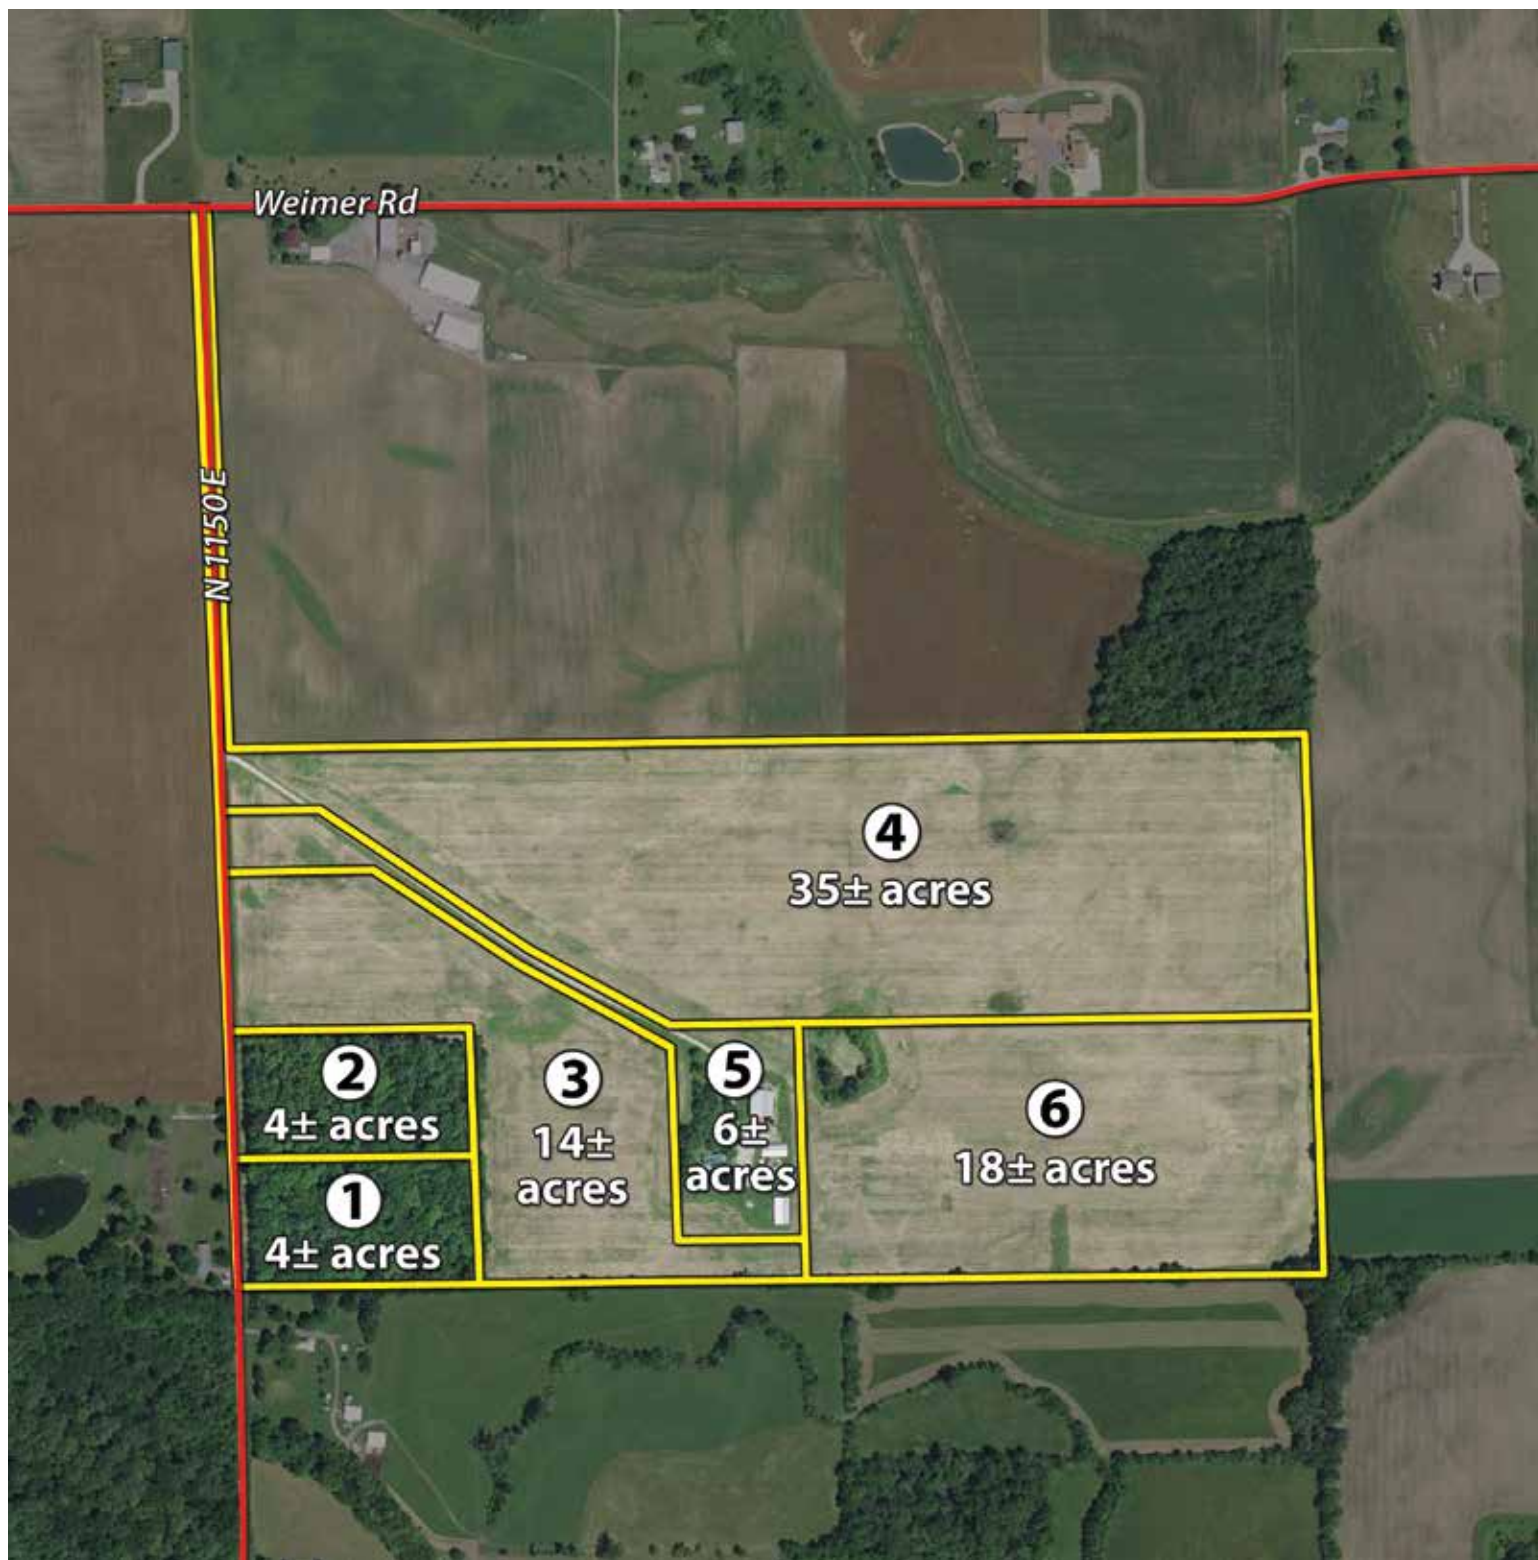 Weimer Rd
N 1150 E
4
35± acres
2
4± acres
3
14±
acres
5
6±
acres
6
18± acres
1
4± acres